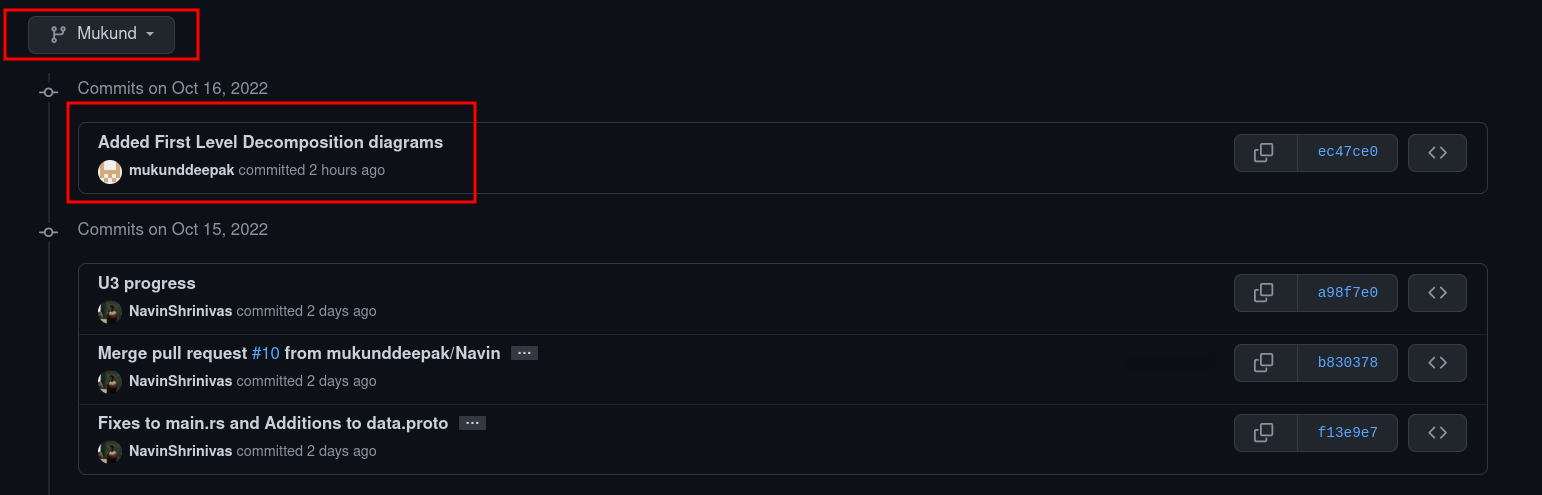 Mukund
Commits on Oct 16, 2022
Added First Level Decomposition diagrams
ec47ce0
mukunddeepak committed 2 hours ago
Commits on Oct 15, 2022
U3 progress
a98f7e0
NavinShrinivas committed 2 days ago
Merge pull request #10 from mukunddeepak/Navin ...
b830378
NavinShrinivas committed 2 days ago
Fixes to main.rs and Additions to data.proto ...
f13e9e7
NavinShrinivas committed 2 days ago